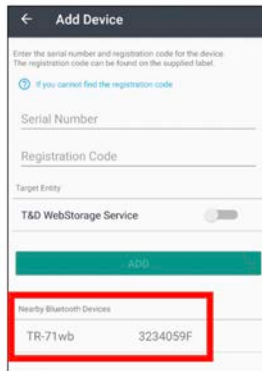 ← Add Device
Enter the serial number and registration code for the device.
The registration code can be found on the supplied label.
? If you cannot find the registration code
Serial Number
Registration Code
Target Entity
T&D WebStorage Service
ADD
Nearby Bluetooth Devices
TR-71wb 3234059F